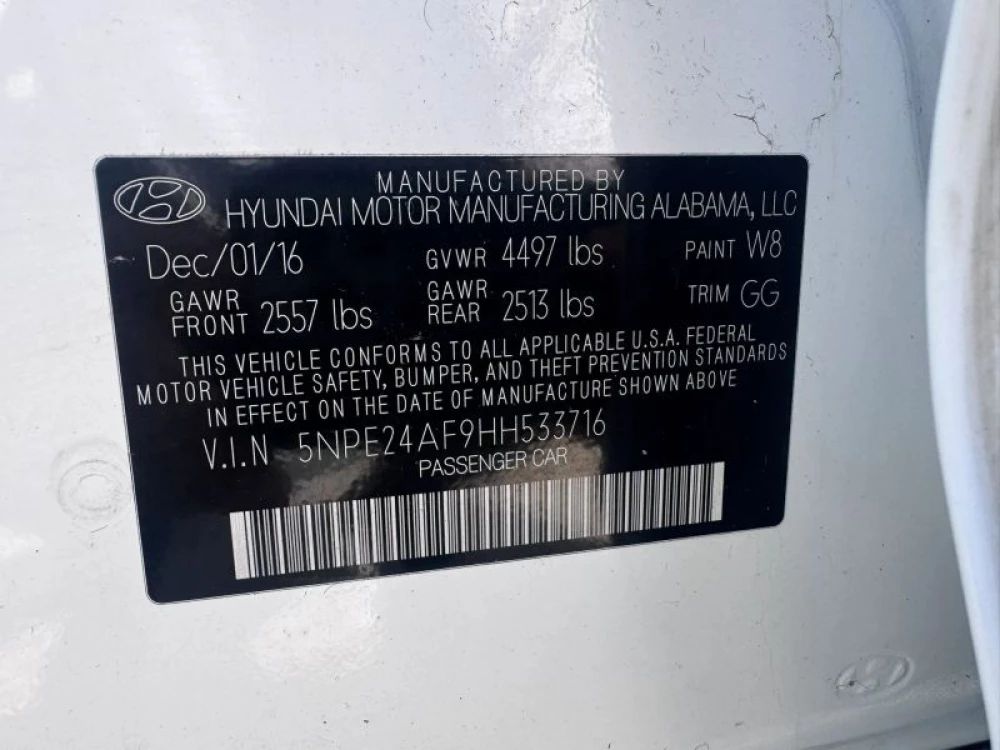 MANUFACTURED BY
HYUNDAI MOTOR MANUFACTURING ALABAMA, LLC
Dec/01/16 GVWR 4497 lbs PAINT W8
GAWR FRONT 2557 lbs GAWR REAR 2513 lbs TRIM GG
THIS VEHICLE CONFORMS TO ALL APPLICABLE U.S.A. FEDERAL
MOTOR VEHICLE SAFETY, BUMPER, AND THEFT PREVENTION STANDARDS
IN EFFECT ON THE DATE OF MANUFACTURE SHOWN ABOVE
V.I.N 5NPE24AF9HH533716
PASSENGER CAR